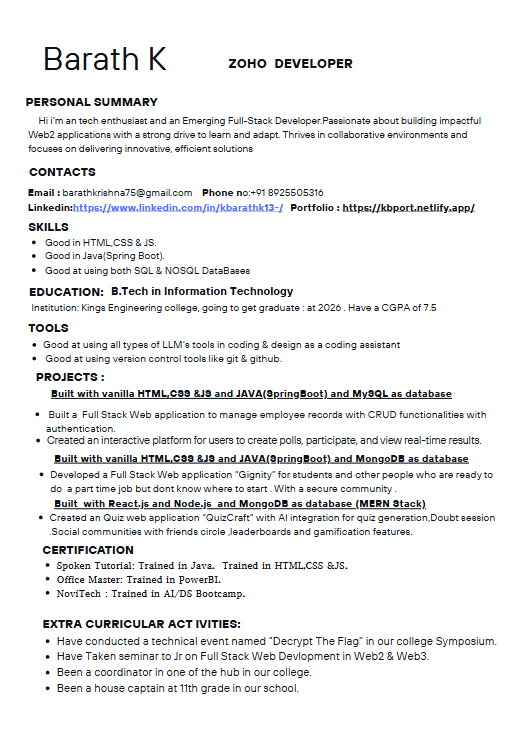 Barath K ZOHO DEVELOPER
PERSONAL SUMMARY
Hi i'm an tech enthusiast and an Emerging Full-Stack Developer.Passionate about building impactful
Web2 applications with a strong drive to learn and adapt. Thrives in collaborative environments and
focuses on delivering innovative, efficient solutions
CONTACTS
Email : barathkrishna75@gmail.com Phone no:+91 8925505316
Linkedin:https://www.linkedin.com/in/kbarathk13-/ Portfolio : https://kbport.netlify.app/
SKILLS
• Good in HTML,CSS & JS.
• Good in Java(Spring Boot).
• Good at using both SQL & NOSQL DataBases
EDUCATION: B.Tech in Information Technology
Institution: Kings Engineering college, going to get graduate : at 2026 . Have a CGPA of 7.5
TOOLS
• Good at using all types of LLM's tools in coding & design as a coding assistant
• Good at using version control tools like git & github.
PROJECTS :
Built with vanilla HTML,CSS &JS and JAVA(SpringBoot) and MySQL as database
• Built a Full Stack Web application to manage employee records with CRUD functionalities with
authentication.
• Created an interactive platform for users to create polls, participate, and view real-time results.
Built with vanilla HTML,CSS &JS and JAVA(SpringBoot) and MongoDB as database
• Developed a Full Stack Web application "Gignity" for students and other people who are ready to
do a part time job but dont know where to start . With a secure community .
Built with React.js and Node.js and MongoDB as database (MERN Stack)
• Created an Quiz web application "QuizCraft" with AI integration for quiz generation,Doubt session
.Social communities with friends circle ,leaderboards and gamification features.
CERTIFICATION
• Spoken Tutorial: Trained in Java. Trained in HTML,CSS &JS.
• Office Master: Trained in PowerBI.
• NoviTech : Trained in AI/DS Bootcamp.
EXTRA CURRICULAR ACT IVITIES:
• Have conducted a technical event named "Decrypt The Flag" in our college Symposium.
• Have Taken seminar to Jr on Full Stack Web Devlopment in Web2 & Web3.
• Been a coordinator in one of the hub in our college.
• Been a house captain at 11th grade in our school.